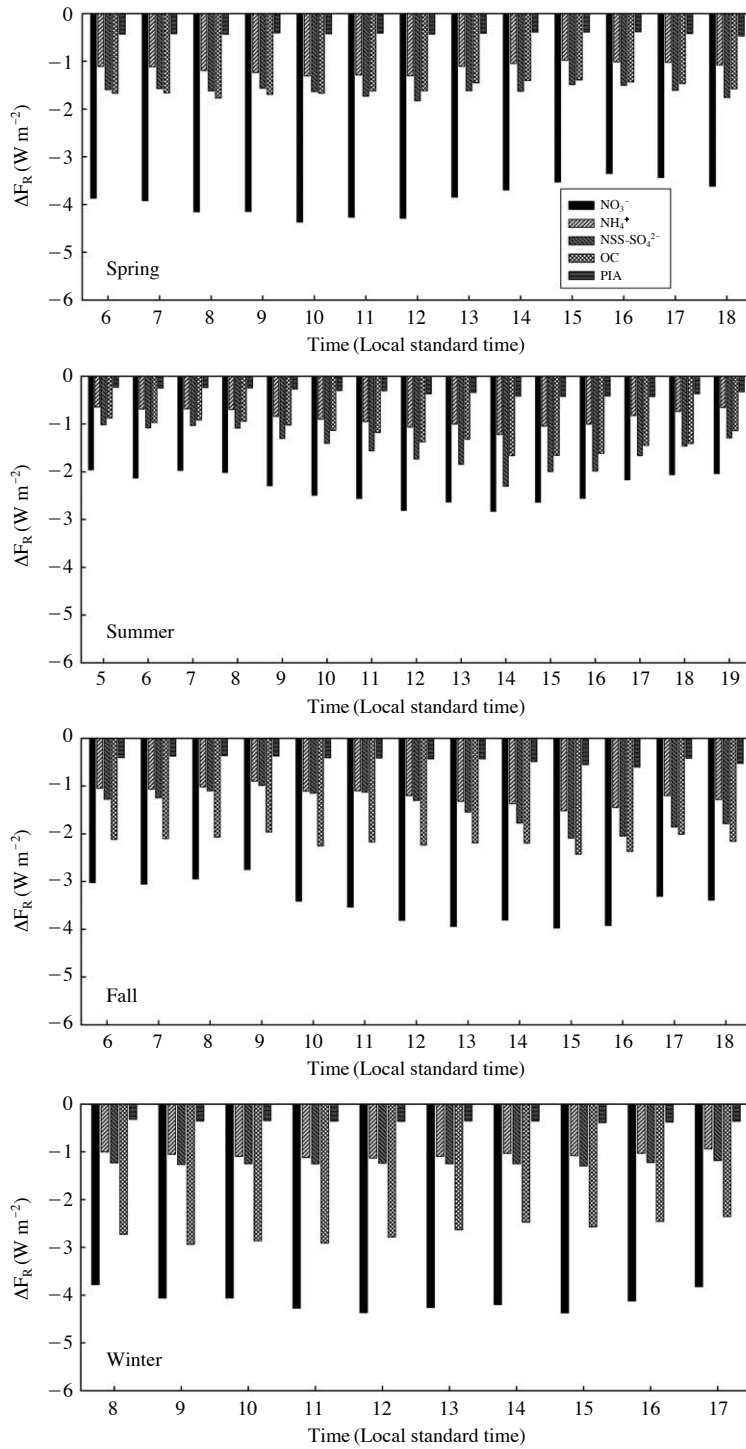 0
−1
−2
−3
−4
−5
−6
ΔF_R (W m⁻²)
NO₃⁻
NH₄⁺
NSS-SO₄²⁻
OC
PIA
Spring
6 7 8 9 10 11 12 13 14 15 16 17 18
Time (Local standard time)
0
−1
−2
−3
−4
−5
−6
ΔF_R (W m⁻²)
Summer
5 6 7 8 9 10 11 12 13 14 15 16 17 18 19
Time (Local standard time)
0
−1
−2
−3
−4
−5
−6
ΔF_R (W m⁻²)
Fall
6 7 8 9 10 11 12 13 14 15 16 17 18
Time (Local standard time)
0
−1
−2
−3
−4
−5
−6
ΔF_R (W m⁻²)
Winter
8 9 10 11 12 13 14 15 16 17
Time (Local standard time)